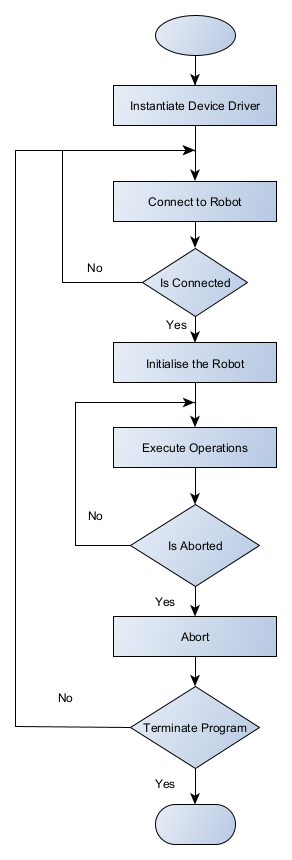 Instantiate Device Driver
Connect to Robot
Is Connected
No
Yes
Initialise the Robot
Execute Operations
No
Is Aborted
Yes
Abort
No
Terminate Program
Yes